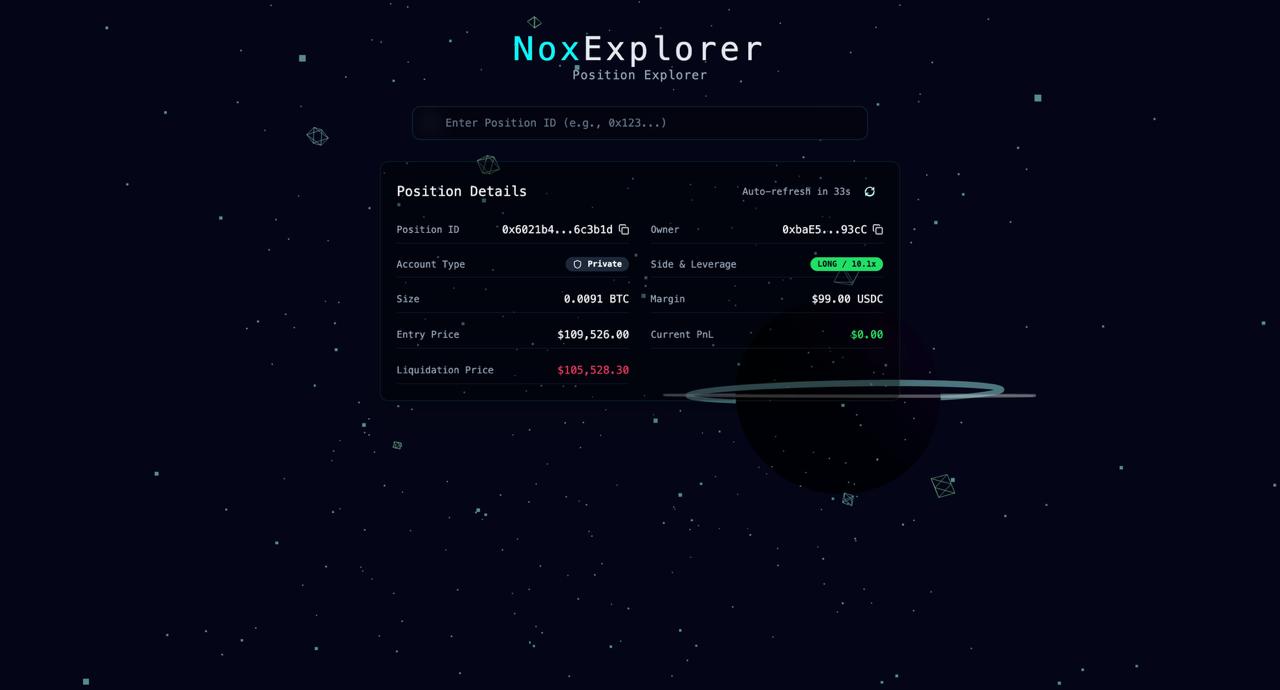 NoxExplorer
Position Explorer
Enter Position ID (e.g., 0x123...)
Position Details
Auto-refresh in 33s
Position ID 0x6021b4...6c3b1d
Owner 0xbaE5...93cC
Account Type Private
Side & Leverage LONG / 10.1x
Size 0.0091 BTC
Margin $99.00 USDC
Entry Price $109,526.00
Current PnL $0.00
Liquidation Price $105,528.30